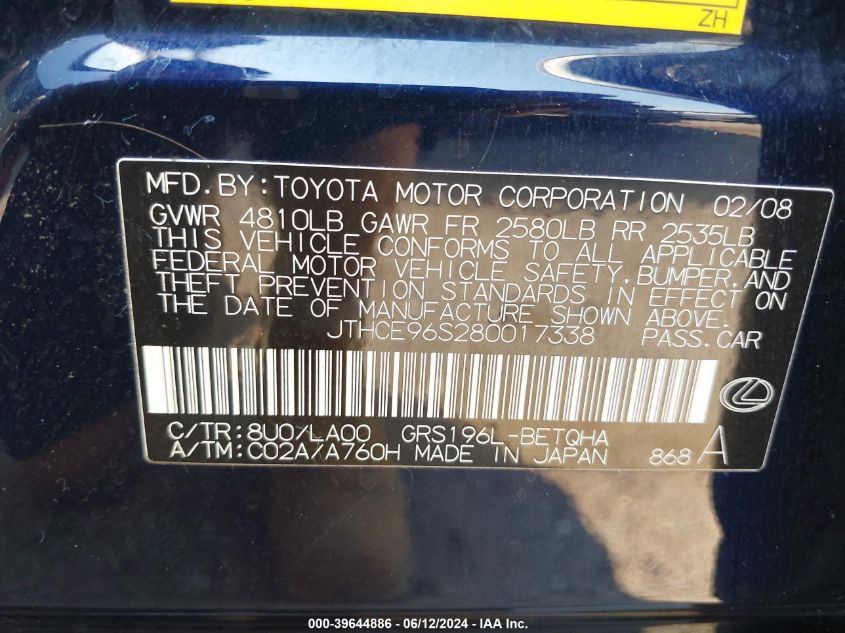 ZH
MFD.BY:TOYOTA MOTOR CORPORATION 02/08
GVWR 4810LB GAWR FR 2580LB RR 2535LB
THIS VEHICLE CONFORMS TO ALL APPLICABLE
FEDERAL MOTOR VEHICLE SAFETY,BUMPER,AND
THEFT PREVENTION STANDARDS IN EFFECT ON
THE DATE OF MANUFACTURE SHOWN ABOVE.
JTHCE96S280017338 PASS.CAR
C/TR:8U0/LA00 GRS196L-BETQHA
A/TM:C02A/A760H MADE IN JAPAN 868 A
000-39644886 - 06/12/2024 - IAA Inc.